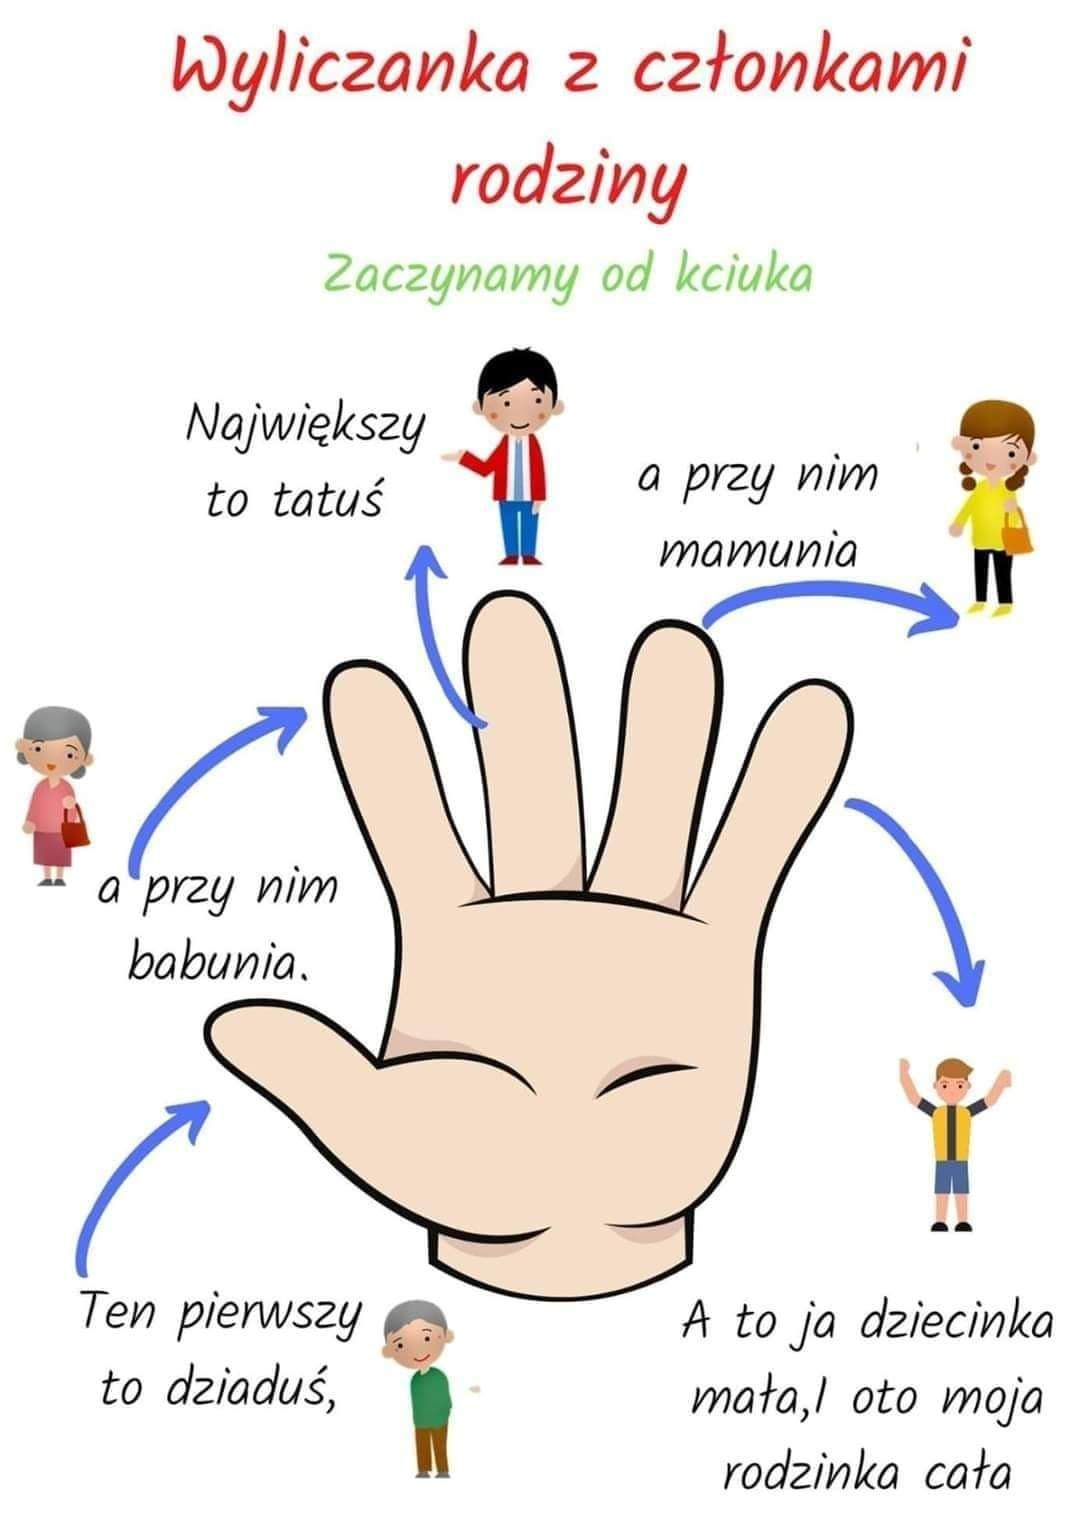 Wyliczanka z członkami
rodziny
Zaczynamy od kciuka
Największy
to tatuś
a przy nim
mamunia
a przy nim
babunia.
Ten pierwszy
to dziaduś,
A to ja dziecinka
mała,I oto moja
rodzinka cała